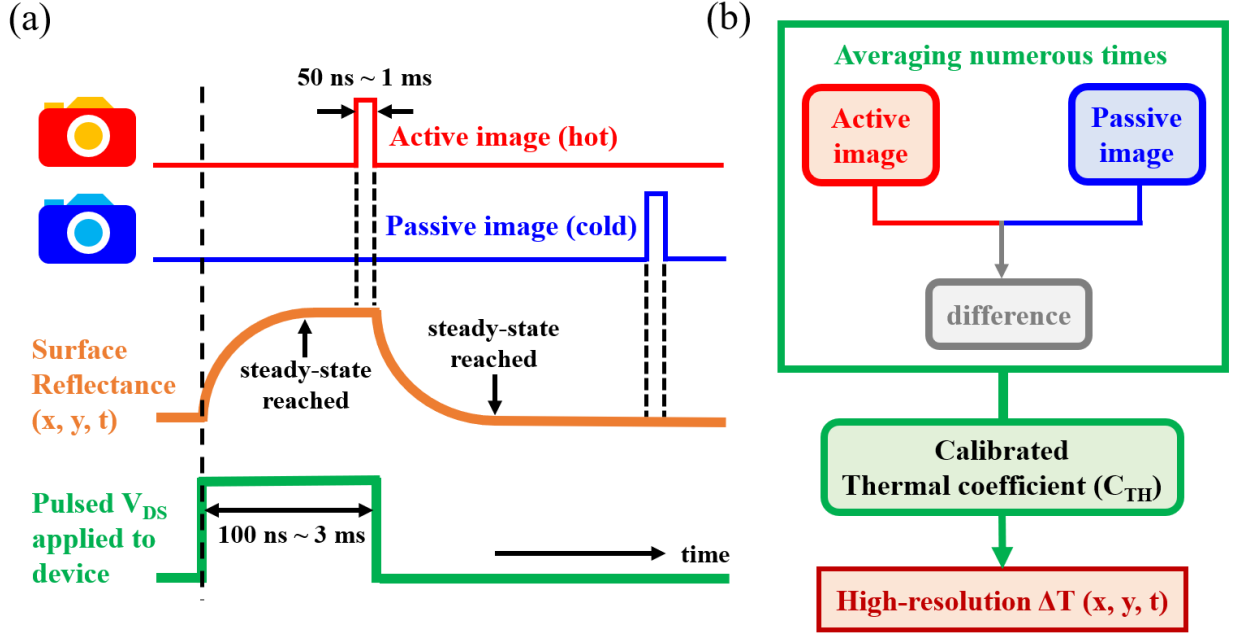 (a)
50 ns ~ 1 ms
Active image (hot)
Passive image (cold)
Surface
Reflectance
(x, y, t)
steady-state
reached
steady-state
reached
Pulsed V_DS
applied to
device
100 ns ~ 3 ms
time
(b)
Averaging numerous times
Active
image
Passive
image
difference
Calibrated
Thermal coefficient (C_TH)
High-resolution ΔT (x, y, t)